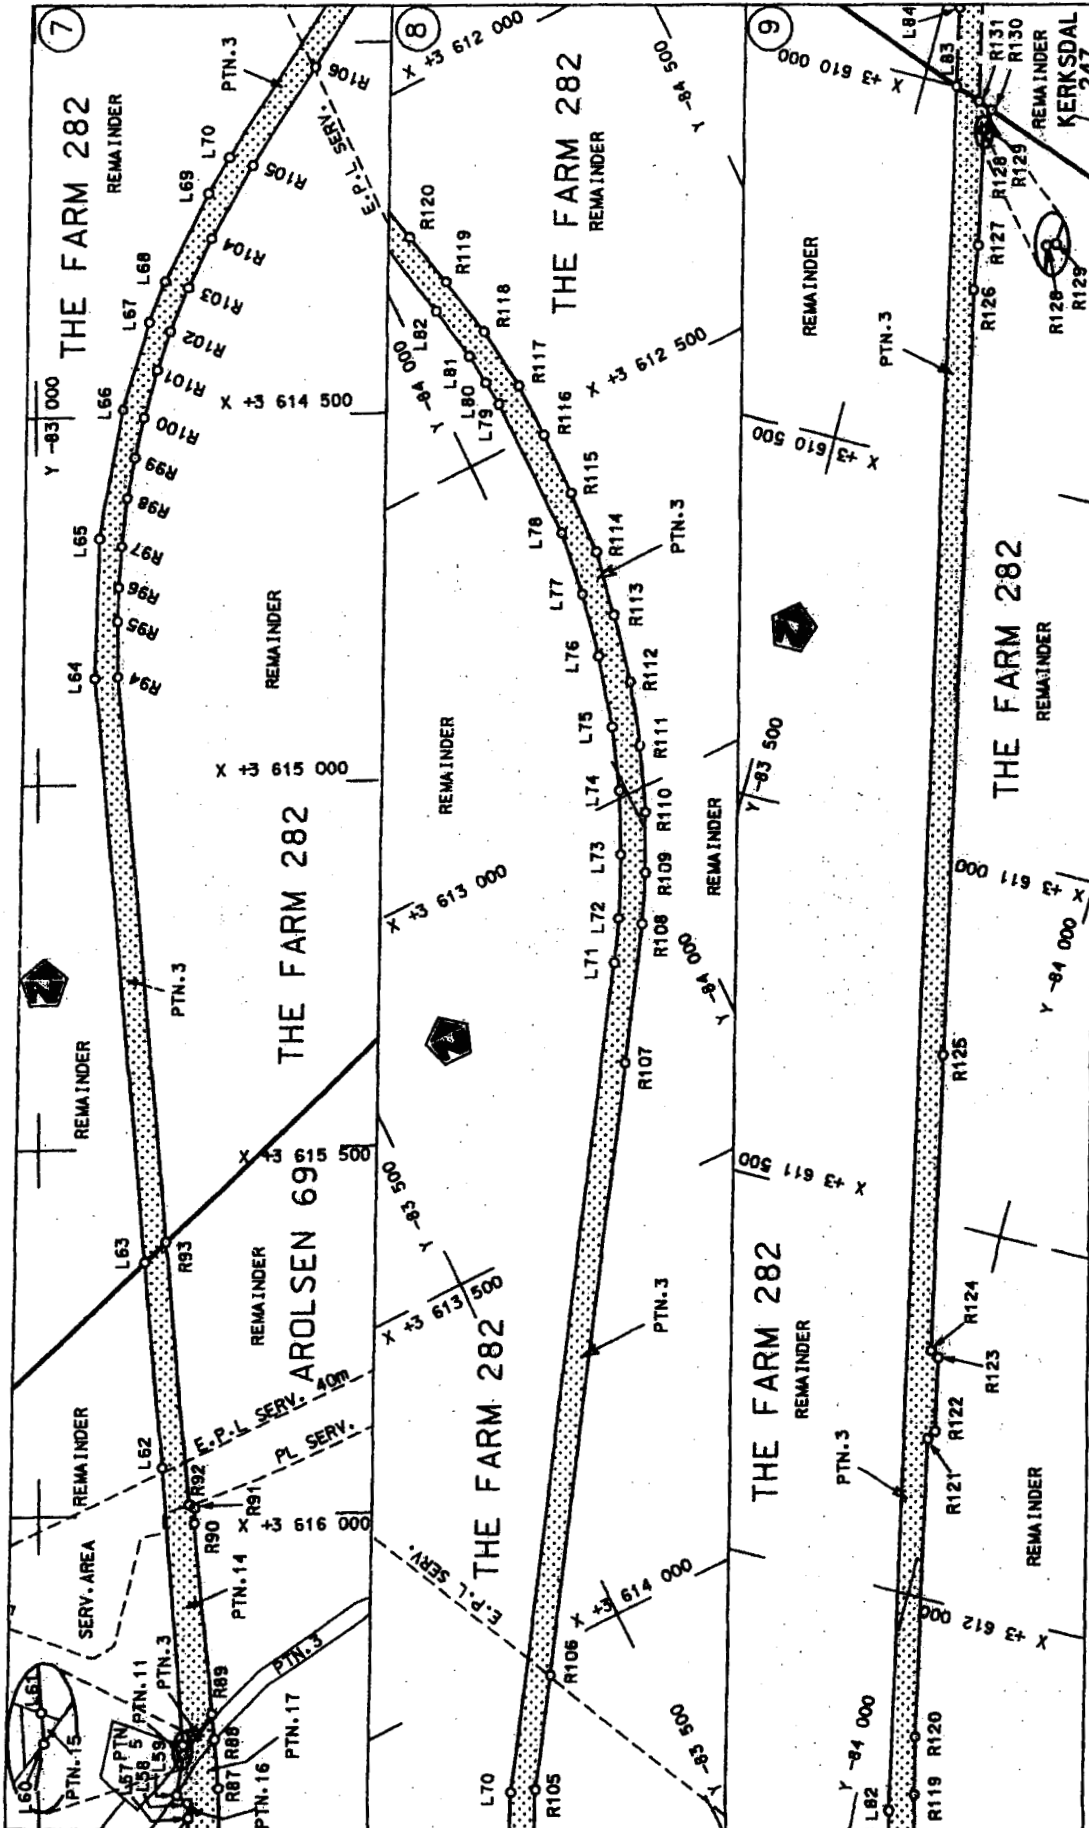 7
THE FARM 282
REMAINDER
PTN.3
R106
E.P.L SERV.
L70
L69
R105
R104
L68
R103
L67
R102
R101
L66
R100
Y -83 000
X +3 614 500
R99
R98
L65
R97
R96
R95
L64
R94
REMAINDER
X +3 615 000
THE FARM 282
PTN.3
REMAINDER
X +3 615 500
L63
R93
AROLSEN 69
REMAINDER
E.P.L SERV. 40m
PL SERV.
L62
REMAINDER
R92
R91
R90
X +3 616 000
SERV. AREA
PTN.14
PTN.3
PTN.3
PTN.11
R89
L61
PTN.15
PTN
5
L59
L58
R88
R87
PTN.17
PTN.16
8
X +3 612 000
Y -84 500
THE FARM 282
REMAINDER
R120
R119
R118
L82
L81
L80
L79
Y -84 000
R117
R116
X +3 612 500
R115
R114
L78
PTN.3
L77
R113
L76
R112
L75
R111
L74
R110
REMAINDER
L73
R109
L72
R108
L71
X +3 613 000
REMAINDER
Y -84 000
R107
Y -83 500
X +3 613 500
PTN.3
THE FARM 282
E.P.L SERV.
X +3 614 000
R106
Y -83 500
L70
R105
9
X +3 610 000
L84
L83
R131
R130
REMAINDER
KERKSDAL
247
R128
R129
R127
R128
R129
R126
REMAINDER
PTN.3
X +3 610 500
THE FARM 282
REMAINDER
Y -83 500
X +3 611 000
Y -84 000
R125
X +3 611 500
THE FARM 282
REMAINDER
R124
R123
R122
R121
PTN.3
REMAINDER
X +3 612 000
Y -84 000
R120
R119
L82